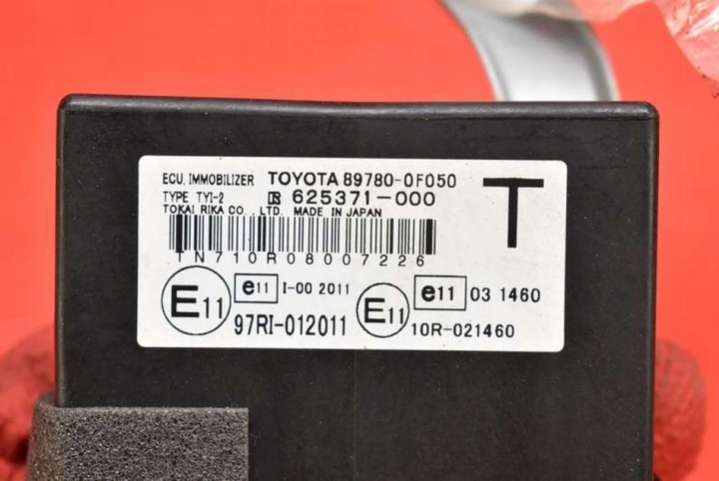 ECU, IMMOBILIZER TOYOTA 89780-0F050
TYPE TYI-2 625371-000
TOKAI RIKA CO., LTD. MADE IN JAPAN
T
TN710R08007226
E11 e11 I-00 2011
97RI-012011
E11 e11 03 1460
10R-021460